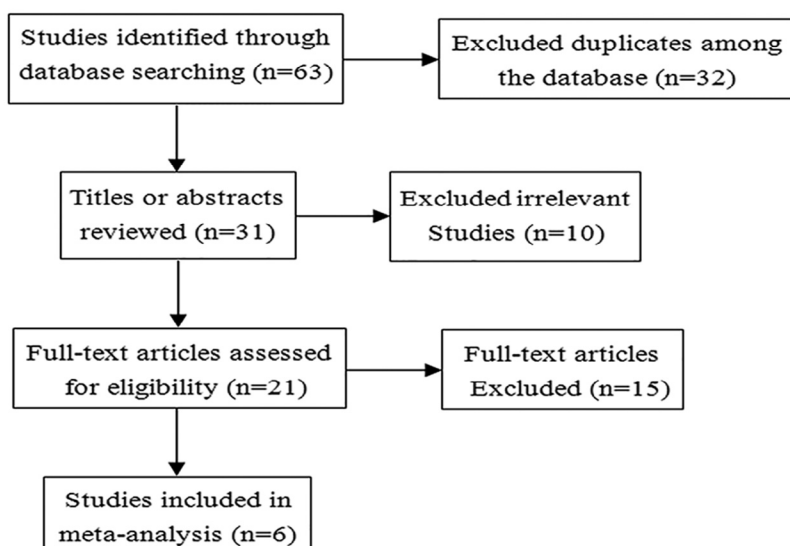 Studies identified through
database searching (n=63)
Excluded duplicates among
the database (n=32)
Titles or abstracts
reviewed (n=31)
Excluded irrelevant
Studies (n=10)
Full-text articles assessed
for eligibility (n=21)
Full-text articles
Excluded (n=15)
Studies included in
meta-analysis (n=6)